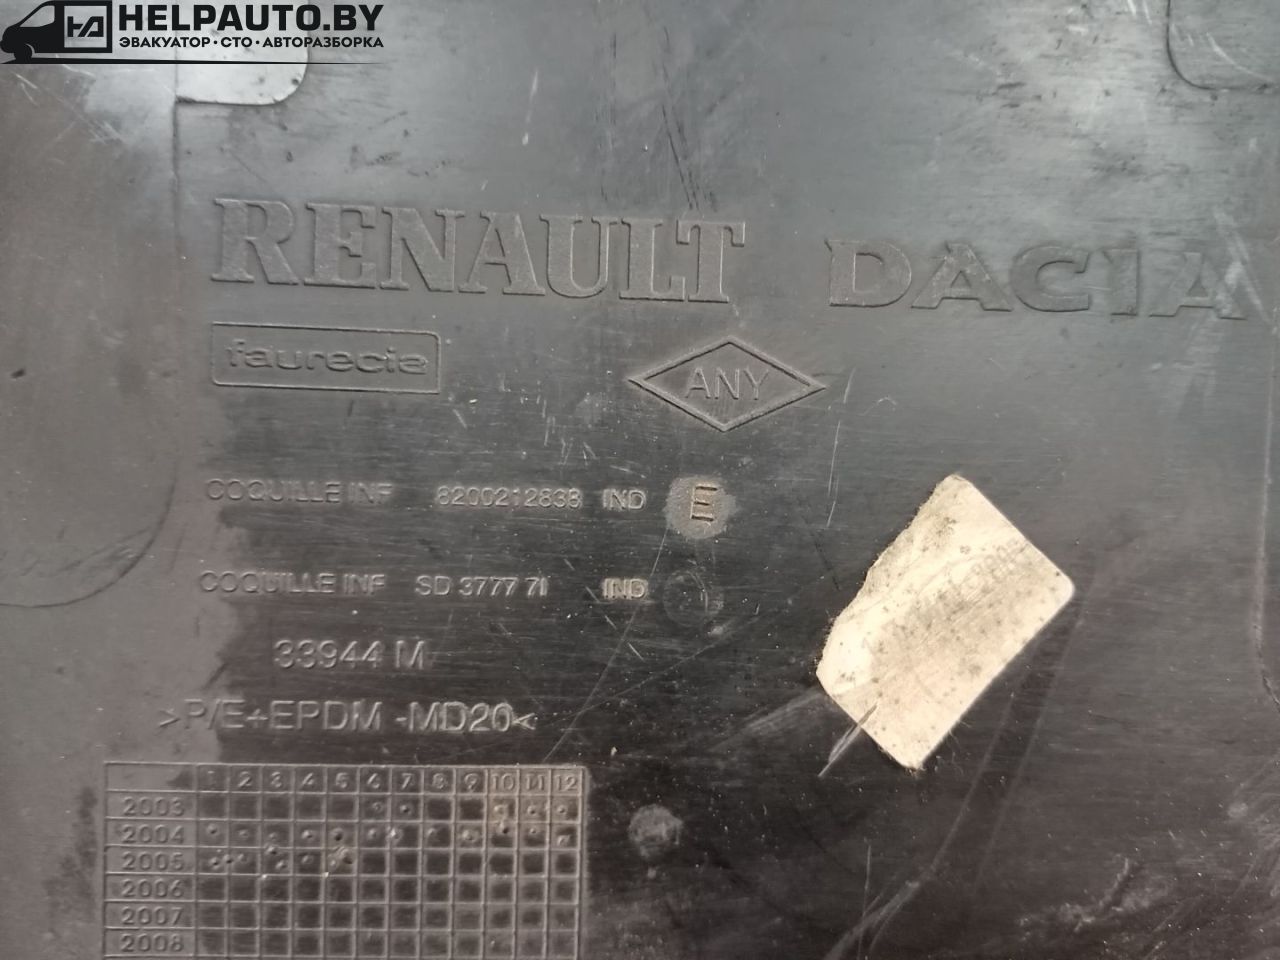 HELPAUTO.BY
ЭВАКУАТОР • СТО • АВТОРАЗБОРКА
RENAULT DACIA
faurecia
ANY
COQUILLE INF 8200212838 IND E
COQUILLE INF SD 3777 71 IND
33944 M
>P/E+EPDM -MD20<
1 2 3 4 5 6 7 8 9 10 11 12
2003
2004
2005
2006
2007
2008